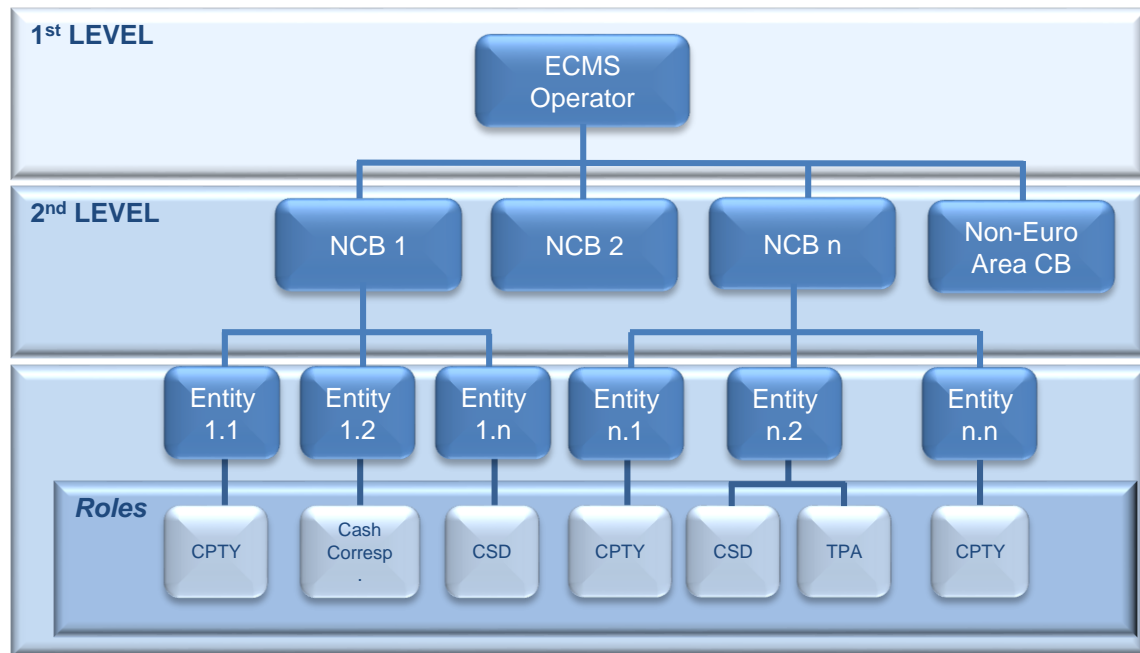 1st LEVEL
ECMS
Operator
2nd LEVEL
NCB 1
NCB 2
NCB n
Non-Euro
Area CB
Entity
1.1
Entity
1.2
Entity
1.n
Entity
n.1
Entity
n.2
Entity
n.n
Roles
CPTY
Cash
Corresp
.
CSD
CPTY
CSD
TPA
CPTY